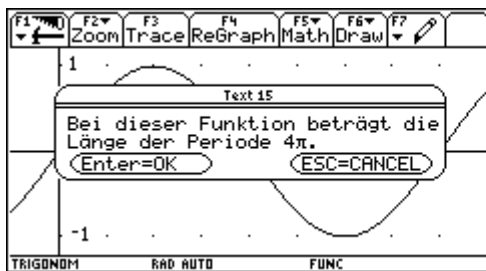 F1 F2 F3 F4 F5 F6 F7
Zoom Trace ReGraph Math Draw
1
Text 15
Bei dieser Funktion beträgt die
Länge der Periode 4π.
Enter=OK ESC=CANCEL
-1
TRIGONOM RAD AUTO FUNC